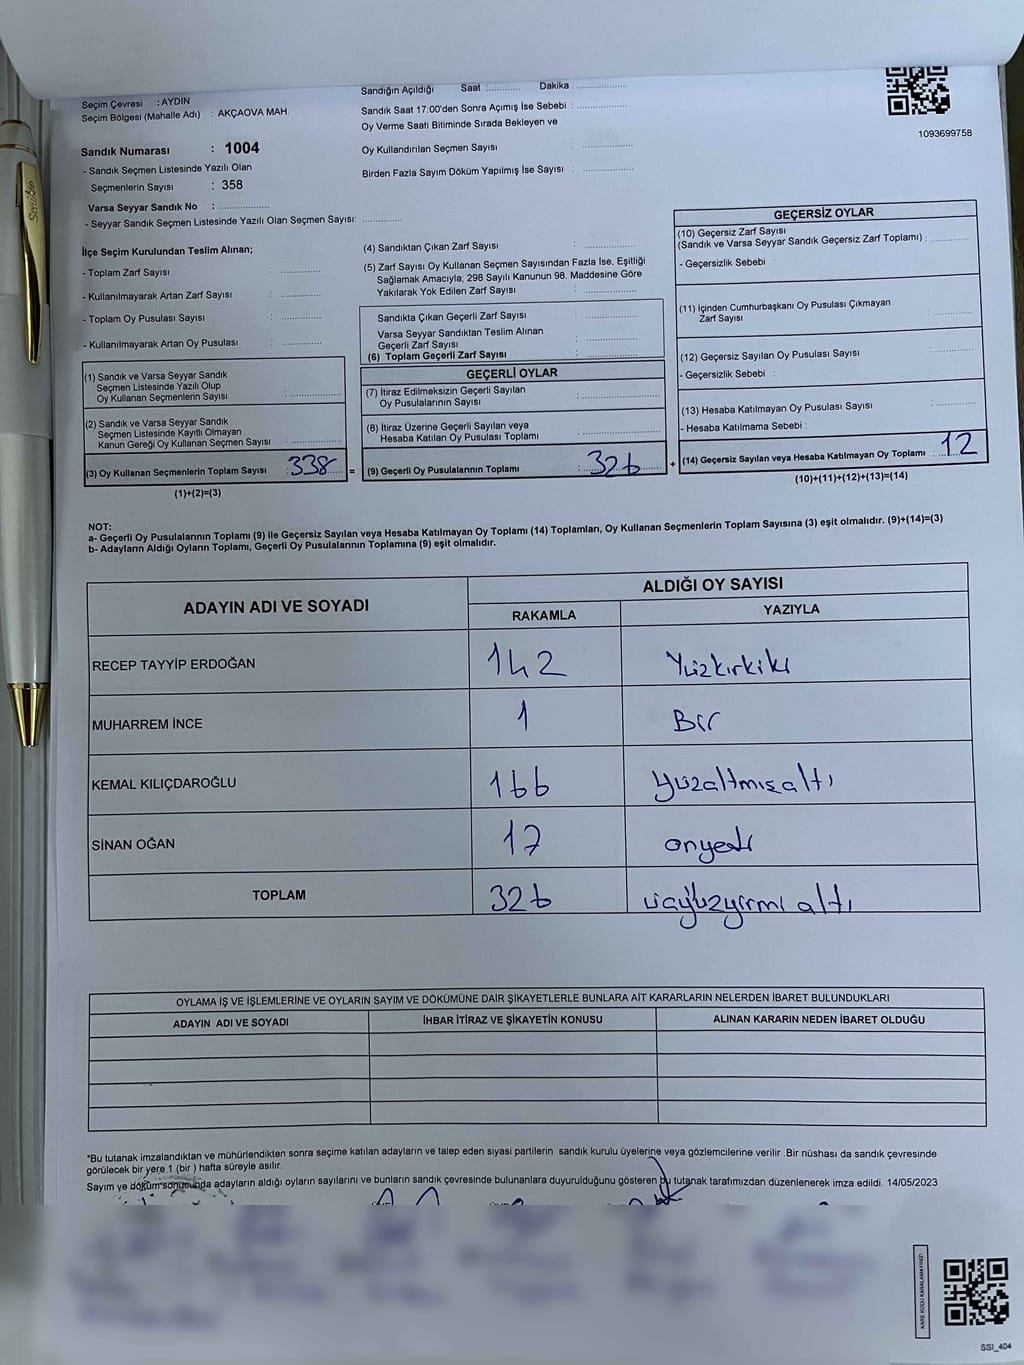 Seçim Çevresi : AYDIN
Seçim Bölgesi (Mahalle Adı) : AKÇAOVA MAH.
Sandık Numarası : 1004
- Sandık Seçmen Listesinde Yazılı Olan
Seçmenlerin Sayısı : 358
Varsa Seyyar Sandık No : ..................
- Seyyar Sandık Seçmen Listesinde Yazılı Olan Seçmen Sayısı: ..............
Sandığın Açıldığı Saat : ............ Dakika : ..................
Sandık Saat 17:00'den Sonra Açımış İse Sebebi : ..................
Oy Verme Saati Bitiminde Sırada Bekleyen ve
Oy Kullandırılan Seçmen Sayısı : ..................
Birden Fazla Sayım Döküm Yapılmış İse Sayısı : ..................
1093699758
İlçe Seçim Kurulundan Teslim Alınan;
- Toplam Zarf Sayısı : ..............
- Kullanılmayarak Artan Zarf Sayısı : ..............
- Toplam Oy Pusulası Sayısı : ..............
- Kullanılmayarak Artan Oy Pusulası : ..............
(4) Sandıktan Çıkan Zarf Sayısı : ..................
(5) Zarf Sayısı Oy Kullanan Seçmen Sayısından Fazla İse, Eşitliği
Sağlamak Amacıyla; 298 Sayılı Kanunun 98. Maddesine Göre
Yakılarak Yok Edilen Zarf Sayısı : ..................
Sandıkta Çıkan Geçerli Zarf Sayısı : ..................
Varsa Seyyar Sandıktan Teslim Alınan
Geçerli Zarf Sayısı : ..................
(6) Toplam Geçerli Zarf Sayısı : ..................
GEÇERSİZ OYLAR
(10) Geçersiz Zarf Sayısı
(Sandık ve Varsa Seyyar Sandık Geçersiz Zarf Toplamı) : ..............
- Geçersizlik Sebebi :
(11) İçinden Cumhurbaşkanı Oy Pusulası Çıkmayan
Zarf Sayısı : ..............
(12) Geçersiz Sayılan Oy Pusulası Sayısı : ..............
- Geçersizlik Sebebi :
(13) Hesaba Katılmayan Oy Pusulası Sayısı : ..............
- Hesaba Katılmama Sebebi :
(14) Geçersiz Sayılan veya Hesaba Katılmayan Oy Toplamı : 12
(10)+(11)+(12)+(13)=(14)
(1) Sandık ve Varsa Seyyar Sandık
Seçmen Listesinde Yazılı Olup
Oy Kullanan Seçmenlerin Sayısı : ..................
(2) Sandık ve Varsa Seyyar Sandık
Seçmen Listesinde Kayıtlı Olmayan
Kanun Gereği Oy Kullanan Seçmen Sayısı : ..................
(3) Oy Kullanan Seçmenlerin Toplam Sayısı : 338 =
(1)+(2)=(3)
GEÇERLİ OYLAR
(7) İtiraz Edilmeksizin Geçerli Sayılan
Oy Pusulalarının Sayısı : ..................
(8) İtiraz Üzerine Geçerli Sayılan veya
Hesaba Katılan Oy Pusulası Toplamı : ..................
(9) Geçerli Oy Pusulalarının Toplamı : 326 +
NOT:
a- Geçerli Oy Pusulalarının Toplamı (9) ile Geçersiz Sayılan veya Hesaba Katılmayan Oy Toplamı (14) Toplamları, Oy Kullanan Seçmenlerin Toplam Sayısına (3) eşit olmalıdır. (9)+(14)=(3)
b- Adayların Aldığı Oyların Toplamı, Geçerli Oy Pusulalarının Toplamına (9) eşit olmalıdır.
ADAYIN ADI VE SOYADI
ALDIĞI OY SAYISI
RAKAMLA YAZIYLA
RECEP TAYYİP ERDOĞAN 142 Yüzkırkiki
MUHARREM İNCE 1 Bir
KEMAL KILIÇDAROĞLU 166 yüzaltmışaltı
SİNAN OĞAN 17 onyedi
TOPLAM 326 üçyüzyirmi altı
OYLAMA İŞ VE İŞLEMLERİNE VE OYLARIN SAYIM VE DÖKÜMÜNE DAİR ŞİKAYETLERLE BUNLARA AİT KARARLARIN NELERDEN İBARET BULUNDUKLARI
ADAYIN ADI VE SOYADI İHBAR İTİRAZ VE ŞİKAYETİN KONUSU ALINAN KARARIN NEDEN İBARET OLDUĞU
*Bu tutanak imzalandıktan ve mühürlendikten sonra seçime katılan adayların ve talep eden siyasi partilerin sandık kurulu üyelerine veya gözlemcilerine verilir .Bir nüshası da sandık çevresinde
görülecek bir yere 1 (bir ) hafta süreyle asılır.
Sayım ve döküm sonucunda adayların aldığı oyların sayılarını ve bunların sandık çevresinde bulunanlara duyurulduğunu gösteren bu tutanak tarafımızdan düzenlenerek imza edildi. 14/05/2023
KARE KODU KARALAMAYINIZ!
SSI_404